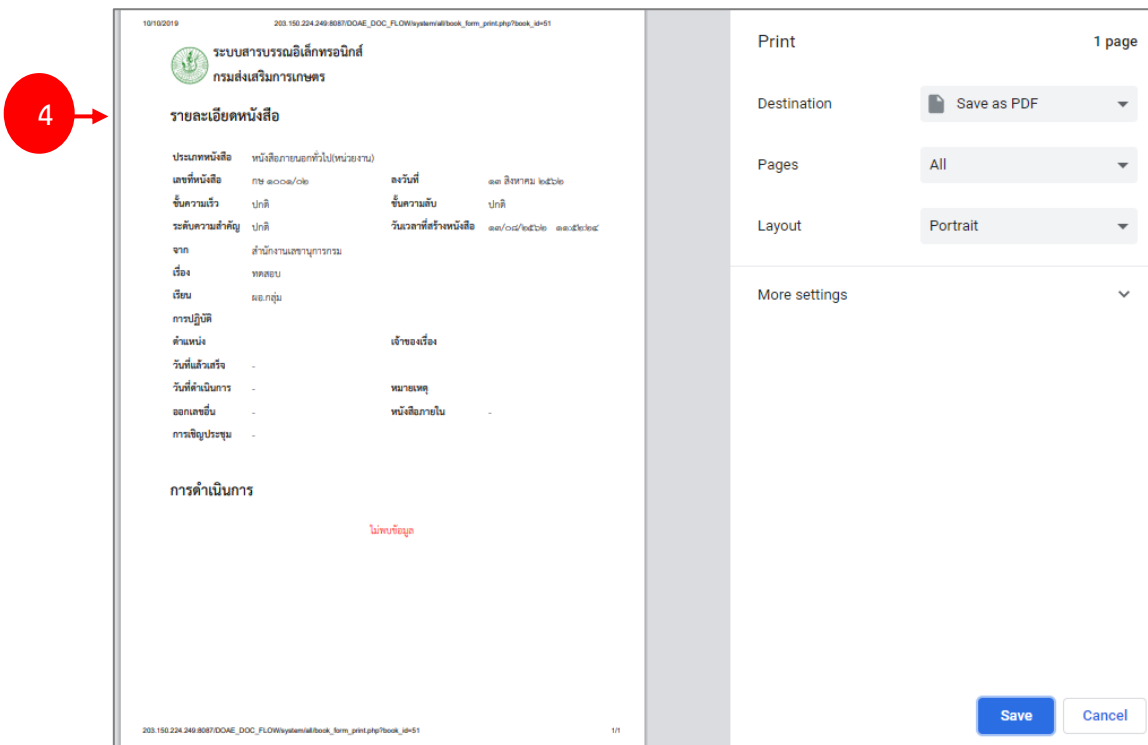 10/10/2019 203.150.224.249:8087/DOAE_DOC_FLOW/system/all/book_form_print.php?book_id=51
ระบบสารบรรณอิเล็กทรอนิกส์
กรมส่งเสริมการเกษตร
4
รายละเอียดหนังสือ
ประเภทหนังสือ หนังสือภายนอกทั่วไป(หน่วยงาน)
เลขที่หนังสือ กษ ๑๐๐๑/๐๒ ลงวันที่ ๑๓ สิงหาคม ๒๕๖๒
ชั้นความเร็ว ปกติ ชั้นความลับ ปกติ
ระดับความสำคัญ ปกติ วันเวลาที่สร้างหนังสือ ๑๓/๐๘/๒๕๖๒ ๑๑:๕๒:๒๔
จาก สำนักงานเลขานุการกรม
เรื่อง ทดสอบ
เรียน ผอ.กลุ่ม
การปฏิบัติ
ตำแหน่ง เจ้าของเรื่อง
วันที่แล้วเสร็จ -
วันที่ดำเนินการ - หมายเหตุ
ออกเลขอื่น - หนังสือภายใน -
การเชิญประชุม -
การดำเนินการ
ไม่พบข้อมูล
203.150.224.249:8087/DOAE_DOC_FLOW/system/all/book_form_print.php?book_id=51 1/1
Print 1 page
Destination Save as PDF
Pages All
Layout Portrait
More settings
Save Cancel